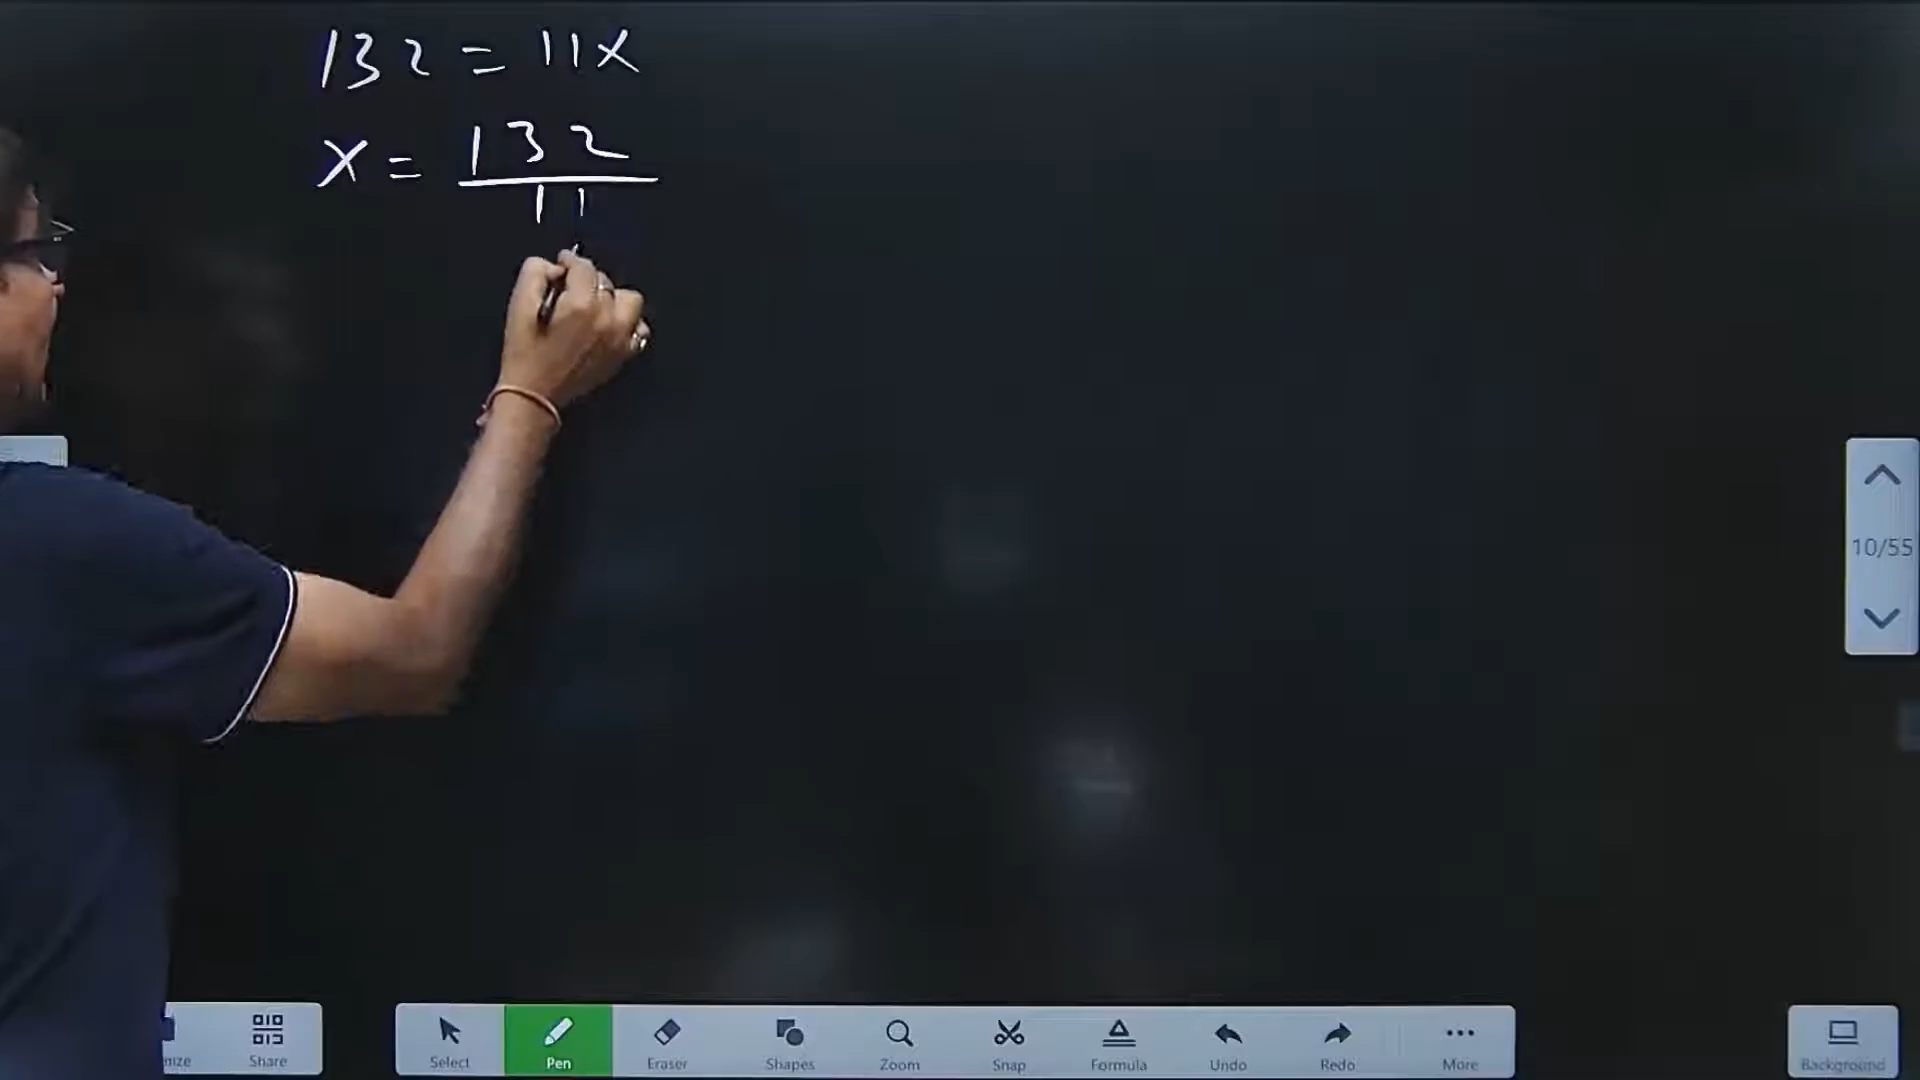 132 = 11x
x = 132/11
10/55
Share
Select
Pen
Eraser
Shapes
Zoom
Snap
Formula
Undo
Redo
More
Background